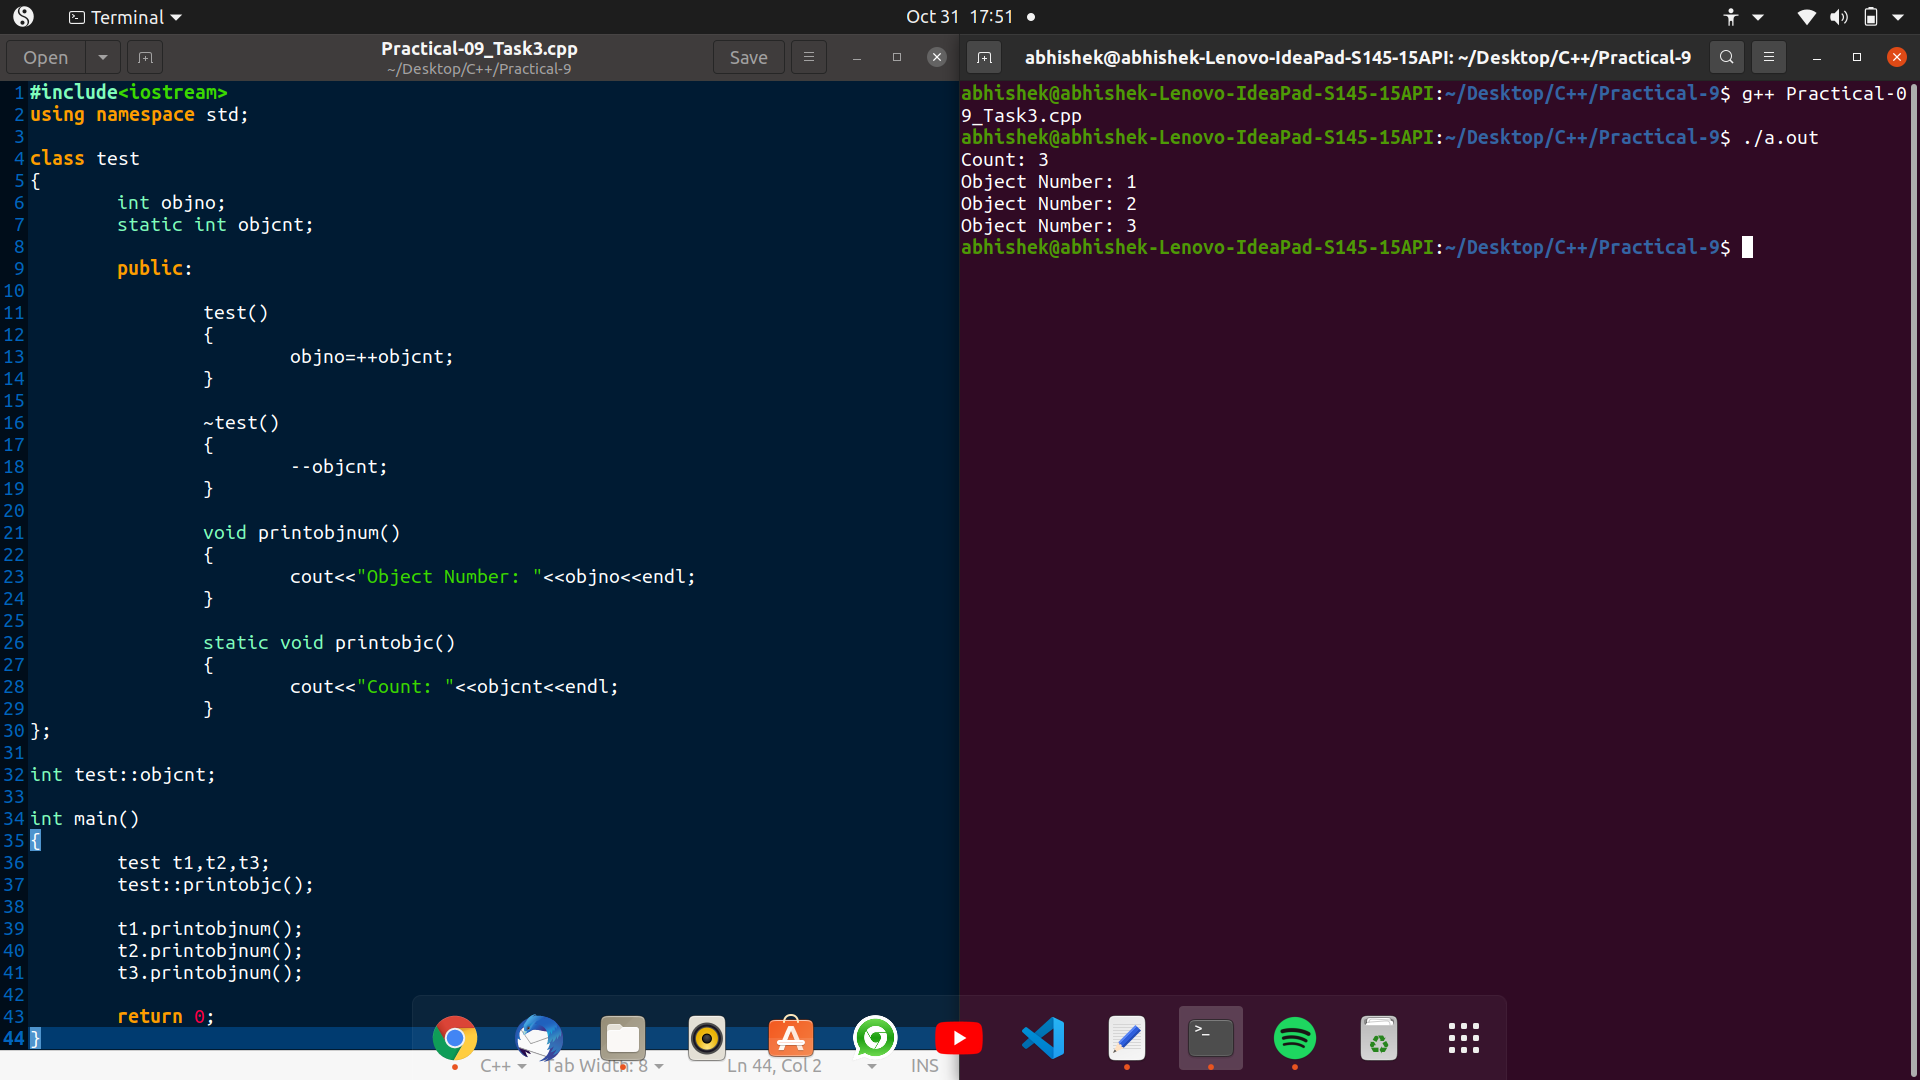 Terminal
Oct 31 17:51
Open
Practical-09_Task3.cpp
~/Desktop/C++/Practical-9
Save
1 #include<iostream>
2 using namespace std;
3
4 class test
5 {
6 int objno;
7 static int objcnt;
8
9 public:
10
11 test()
12 {
13 objno=++objcnt;
14 }
15
16 ~test()
17 {
18 --objcnt;
19 }
20
21 void printobjnum()
22 {
23 cout<<"Object Number: "<<objno<<endl;
24 }
25
26 static void printobjc()
27 {
28 cout<<"Count: "<<objcnt<<endl;
29 }
30 };
31
32 int test::objcnt;
33
34 int main()
35 {
36 test t1,t2,t3;
37 test::printobjc();
38
39 t1.printobjnum();
40 t2.printobjnum();
41 t3.printobjnum();
42
43 return 0;
44 }
C++ Tab Width: 8 Ln 44, Col 2 INS
abhishek@abhishek-Lenovo-IdeaPad-S145-15API: ~/Desktop/C++/Practical-9
abhishek@abhishek-Lenovo-IdeaPad-S145-15API:~/Desktop/C++/Practical-9$ g++ Practical-0
9_Task3.cpp
abhishek@abhishek-Lenovo-IdeaPad-S145-15API:~/Desktop/C++/Practical-9$ ./a.out
Count: 3
Object Number: 1
Object Number: 2
Object Number: 3
abhishek@abhishek-Lenovo-IdeaPad-S145-15API:~/Desktop/C++/Practical-9$